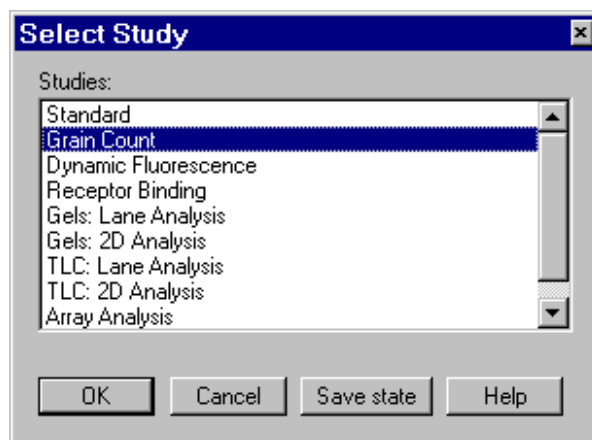 Select Study
Studies:
Standard
Grain Count
Dynamic Fluorescence
Receptor Binding
Gels: Lane Analysis
Gels: 2D Analysis
TLC: Lane Analysis
TLC: 2D Analysis
Array Analysis
OK Cancel Save state Help